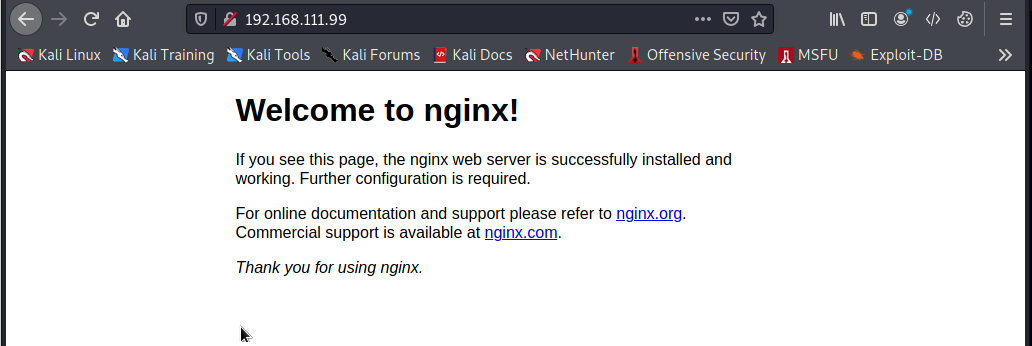 192.168.111.99
Kali Linux Kali Training Kali Tools Kali Forums Kali Docs NetHunter Offensive Security MSFU Exploit-DB
Welcome to nginx!
If you see this page, the nginx web server is successfully installed and
working. Further configuration is required.
For online documentation and support please refer to nginx.org.
Commercial support is available at nginx.com.
Thank you for using nginx.